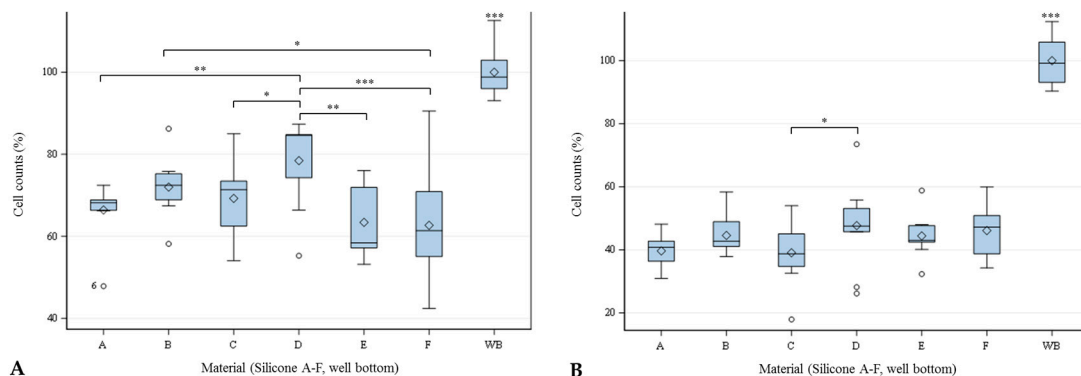 ***
*
**
***
*
**
100
80
60
40
6
Cell counts (%)
A B C D E F WB
Material (Silicone A-F, well bottom)
A
***
*
100
80
60
40
20
Cell counts (%)
A B C D E F WB
Material (Silicone A-F, well bottom)
B